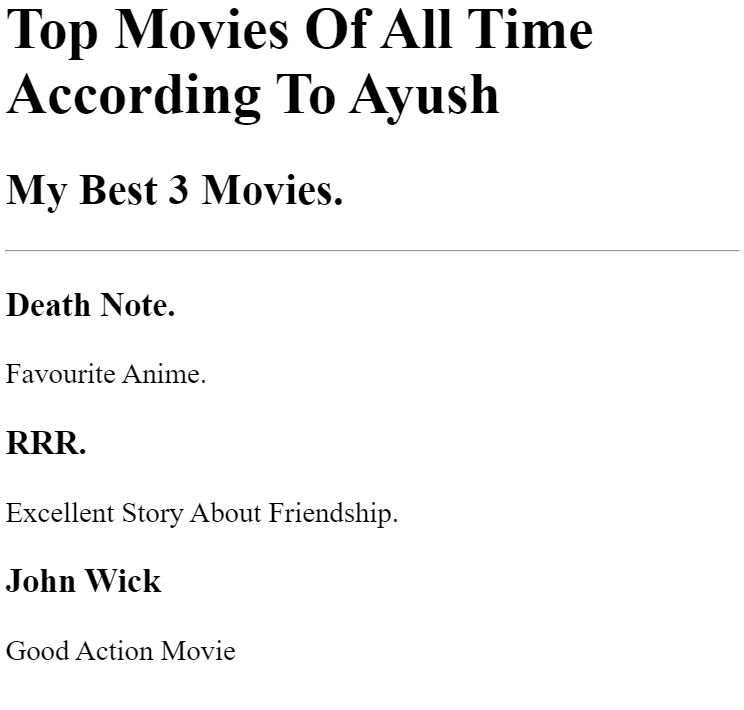 Top Movies Of All Time
According To Ayush
My Best 3 Movies.
Death Note.
Favourite Anime.
RRR.
Excellent Story About Friendship.
John Wick
Good Action Movie